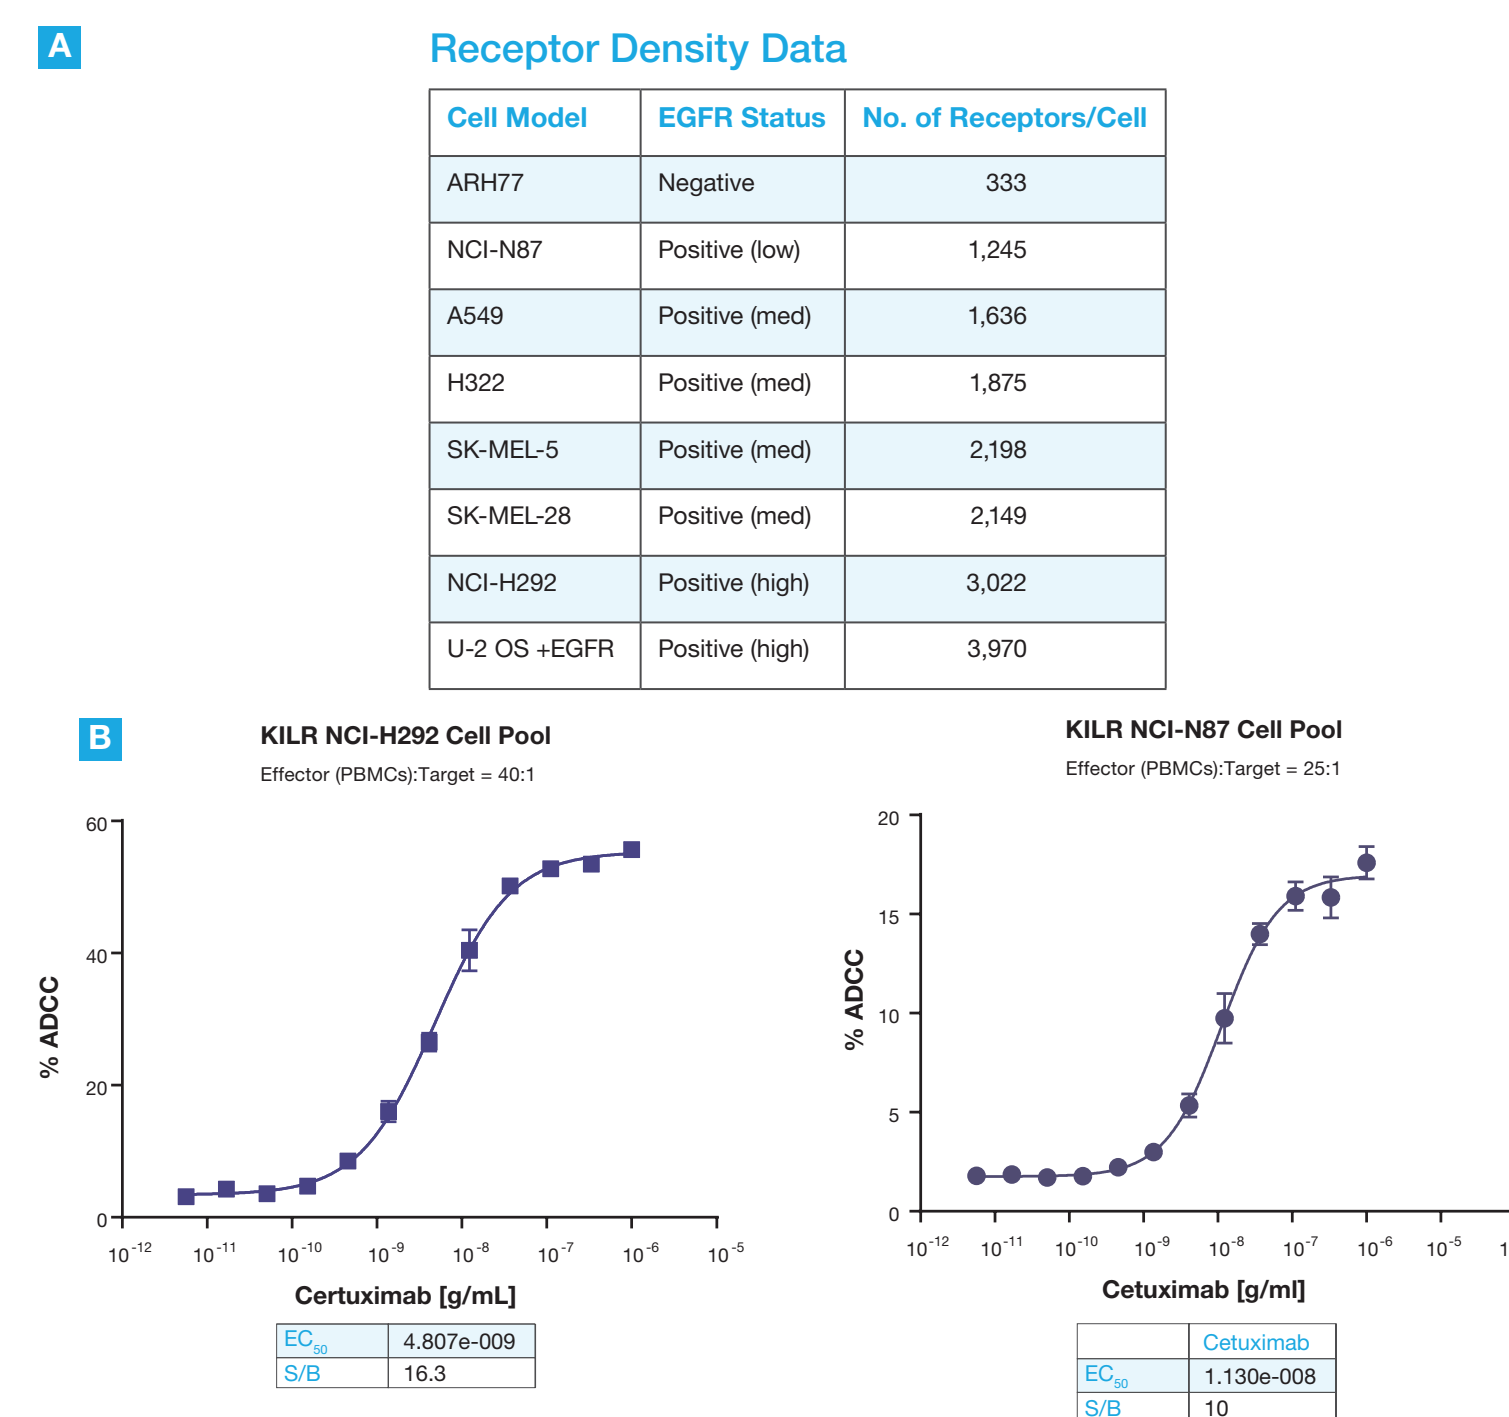 A
Receptor Density Data
Cell Model EGFR Status No. of Receptors/Cell
ARH77 Negative 333
NCI-N87 Positive (low) 1,245
A549 Positive (med) 1,636
H322 Positive (med) 1,875
SK-MEL-5 Positive (med) 2,198
SK-MEL-28 Positive (med) 2,149
NCI-H292 Positive (high) 3,022
U-2 OS +EGFR Positive (high) 3,970
B
KILR NCI-H292 Cell Pool
Effector (PBMCs):Target = 40:1
% ADCC
60
40
20
0
10-12 10-11 10-10 10-9 10-8 10-7 10-6 10-5
Certuximab [g/mL]
EC50 4.807e-009
S/B 16.3
KILR NCI-N87 Cell Pool
Effector (PBMCs):Target = 25:1
% ADCC
20
15
10
5
0
10-12 10-11 10-10 10-9 10-8 10-7 10-6 10-5
Cetuximab [g/ml]
Cetuximab
EC50 1.130e-008
S/B 10